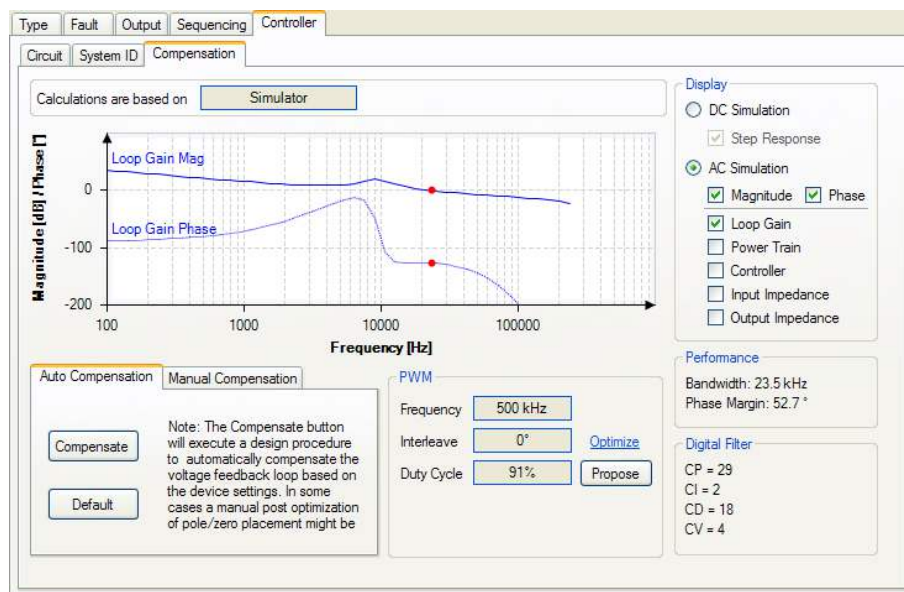 Type Fault Output Sequencing Controller
Circuit System ID Compensation
Calculations are based on Simulator
Magnitude [dB] / Phase [°]
Loop Gain Mag
Loop Gain Phase
0
-100
-200
100 1000 10000 100000
Frequency [Hz]
Display
DC Simulation
Step Response
AC Simulation
Magnitude Phase
Loop Gain
Power Train
Controller
Input Impedance
Output Impedance
Auto Compensation Manual Compensation
Compensate
Default
Note: The Compensate button
will execute a design procedure
to automatically compensate the
voltage feedback loop based on
the device settings. In some
cases a manual post optimization
of pole/zero placement might be
PWM
Frequency 500 kHz
Interleave 0° Optimize
Duty Cycle 91% Propose
Performance
Bandwidth: 23.5 kHz
Phase Margin: 52.7 °
Digital Filter
CP = 29
CI = 2
CD = 18
CV = 4